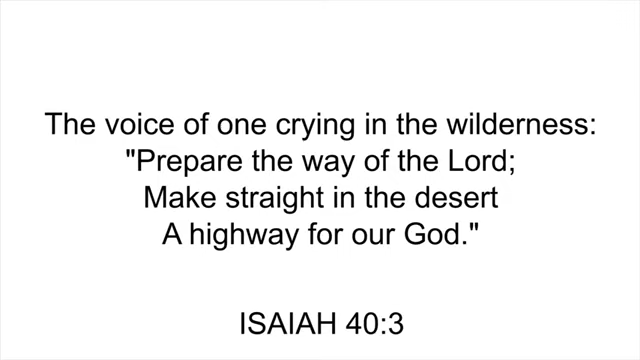 The voice of one crying in the wilderness:
"Prepare the way of the Lord;
Make straight in the desert
A highway for our God."
ISAIAH 40:3